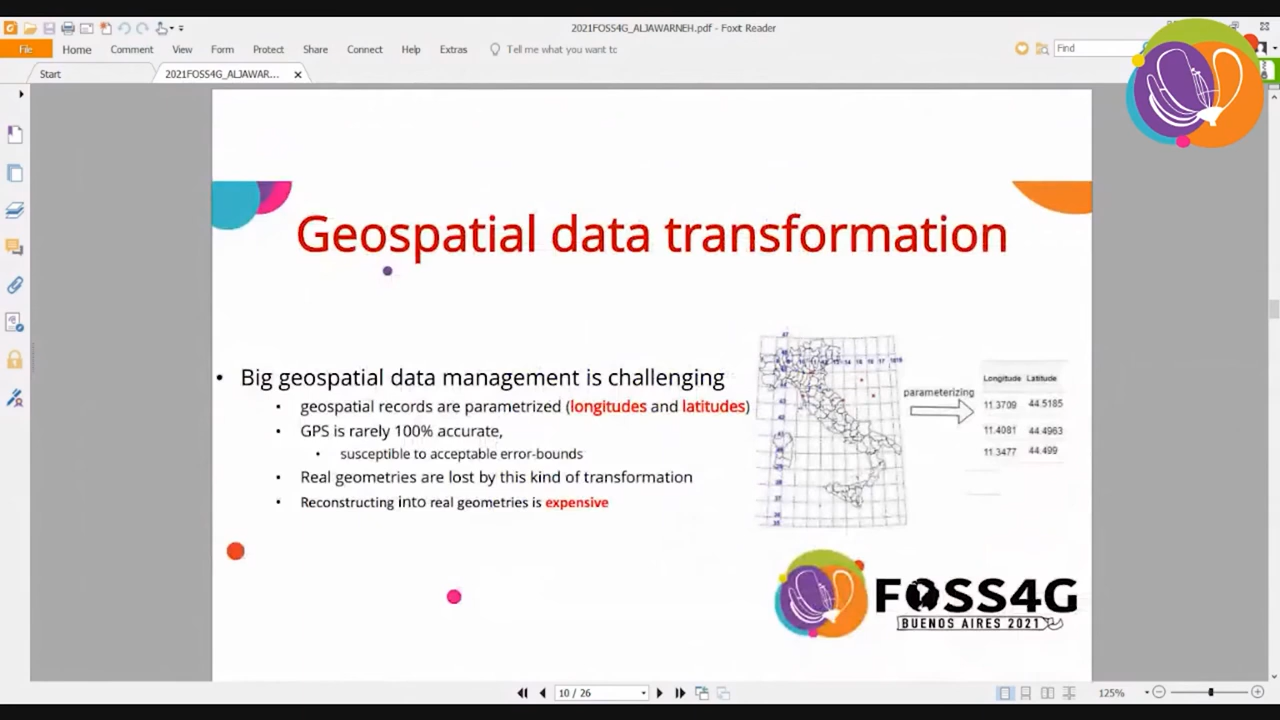 2021FOSS4G_ALJAWARNEH.pdf - Foxit Reader
File Home Comment View Form Protect Share Connect Help Extras Tell me what you want to Find
Start 2021FOSS4G_ALJAWAR...
Geospatial data transformation
• Big geospatial data management is challenging
geospatial records are parametrized (longitudes and latitudes)
GPS is rarely 100% accurate,
susceptible to acceptable error-bounds
Real geometries are lost by this kind of transformation
Reconstructing into real geometries is expensive
parameterizing
Longitude Latitude
11.3709 44.5185
11.4081 44.4963
11.3477 44.499
FOSS4G
BUENOS AIRES 2021
10 / 26
125%